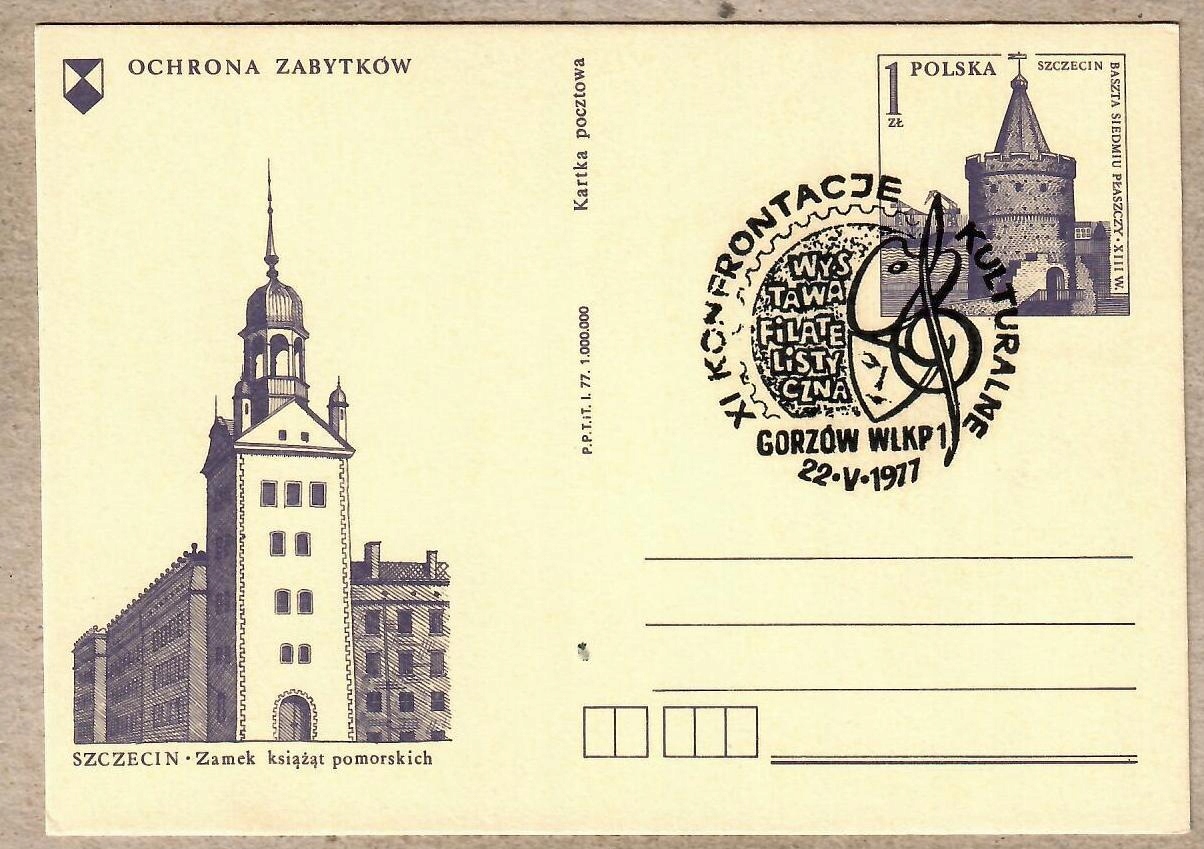 OCHRONA ZABYTKÓW
SZCZECIN · Zamek książąt pomorskich
Kartka pocztowa
P.P.T.iT. I. 77. 1.000.000
1 ZŁ
POLSKA
SZCZECIN
BASZTA SIEDMIU PŁASZCZY · XIII W.
XI KONFRONTACJE KULTURALNE
WYS
TAWA
FILATE
LISTY
CZNA
GORZÓW WLKP 1
22·V·1977